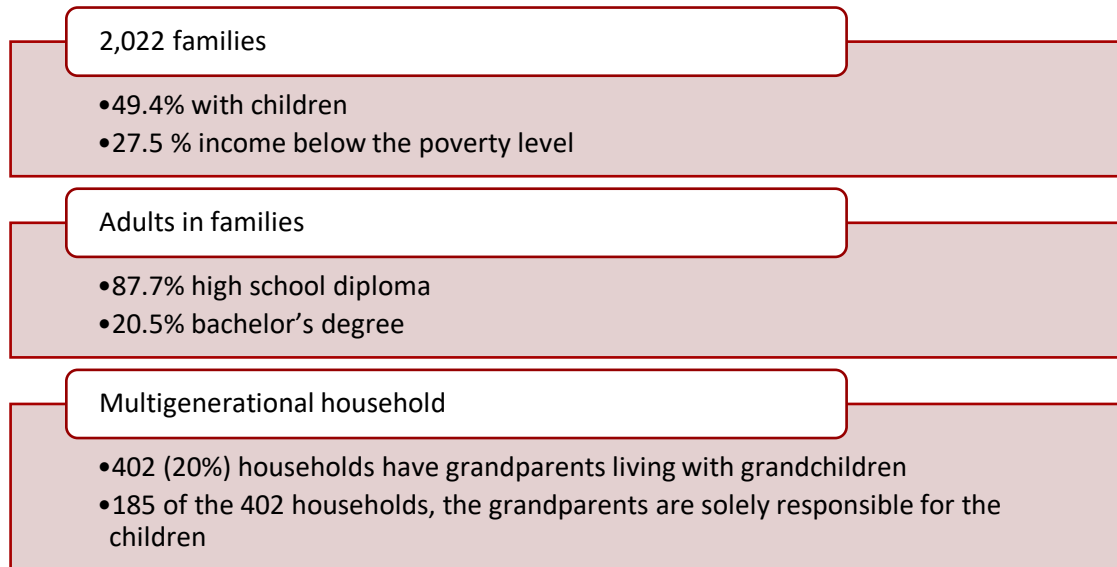 2,022 families
•49.4% with children
•27.5 % income below the poverty level
Adults in families
•87.7% high school diploma
•20.5% bachelor’s degree
Multigenerational household
•402 (20%) households have grandparents living with grandchildren
•185 of the 402 households, the grandparents are solely responsible for the
children